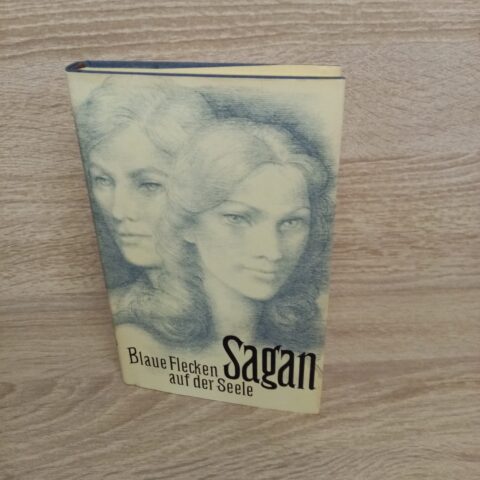 Blaue Flecken Sagan
auf der Seele